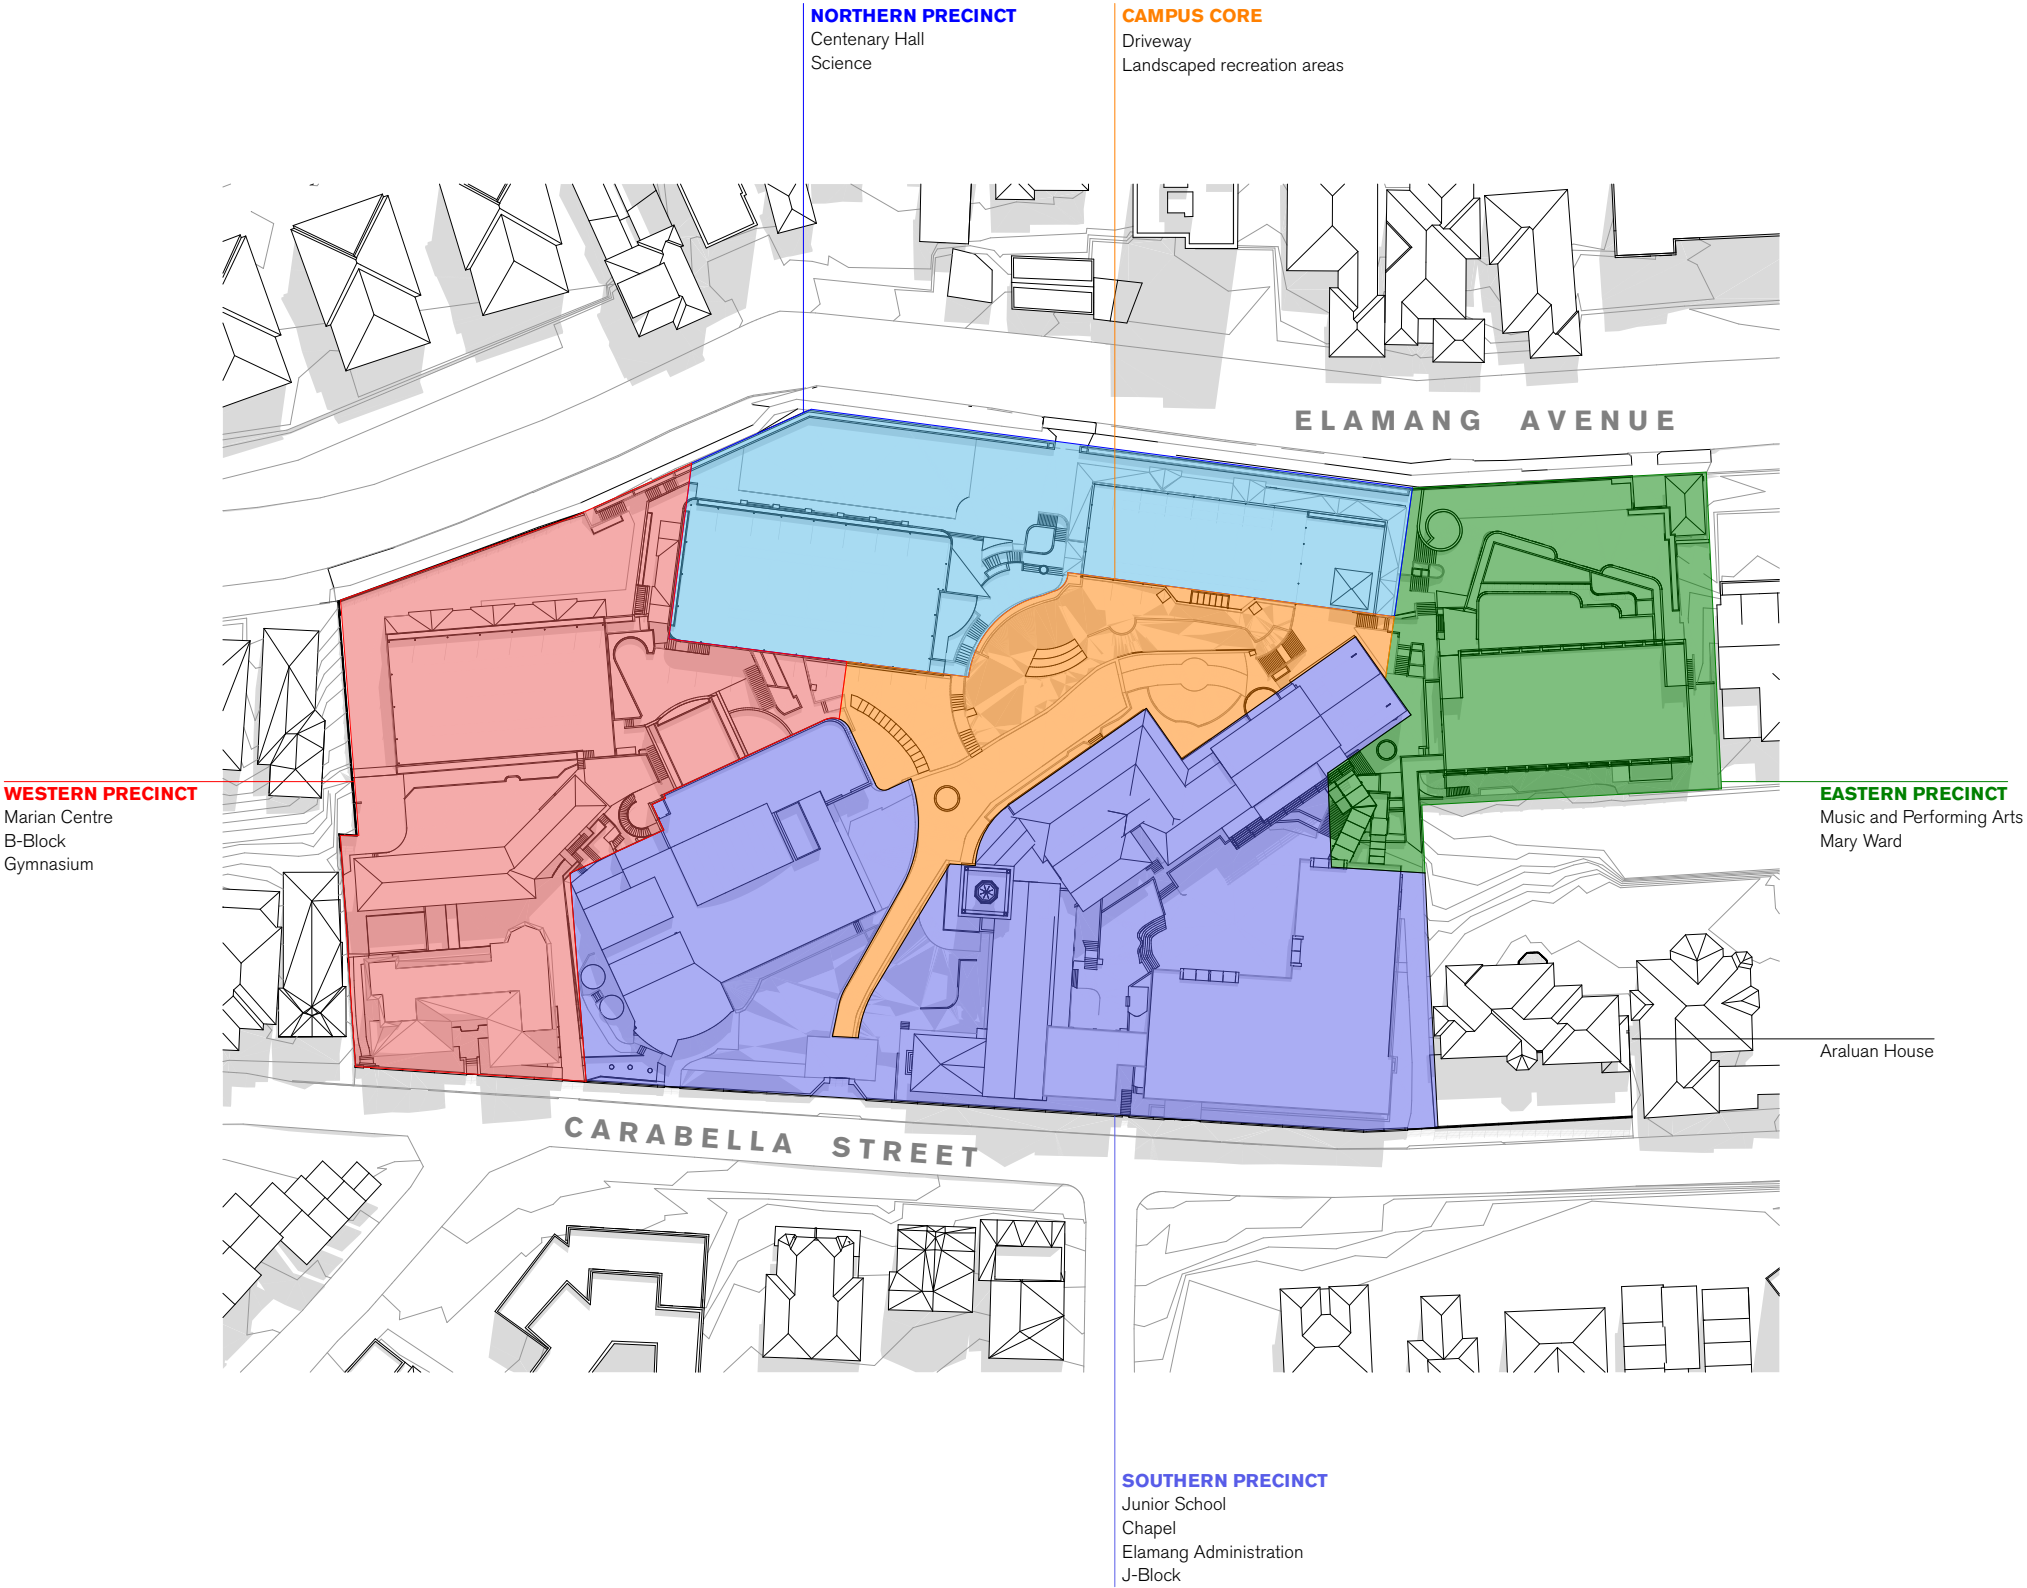 NORTHERN PRECINCT
Centenary Hall
Science
CAMPUS CORE
Driveway
Landscaped recreation areas
ELAMANG AVENUE
WESTERN PRECINCT
Marian Centre
B-Block
Gymnasium
EASTERN PRECINCT
Music and Performing Arts
Mary Ward
Araluan House
CARABELLA STREET
SOUTHERN PRECINCT
Junior School
Chapel
Elamang Administration
J-Block